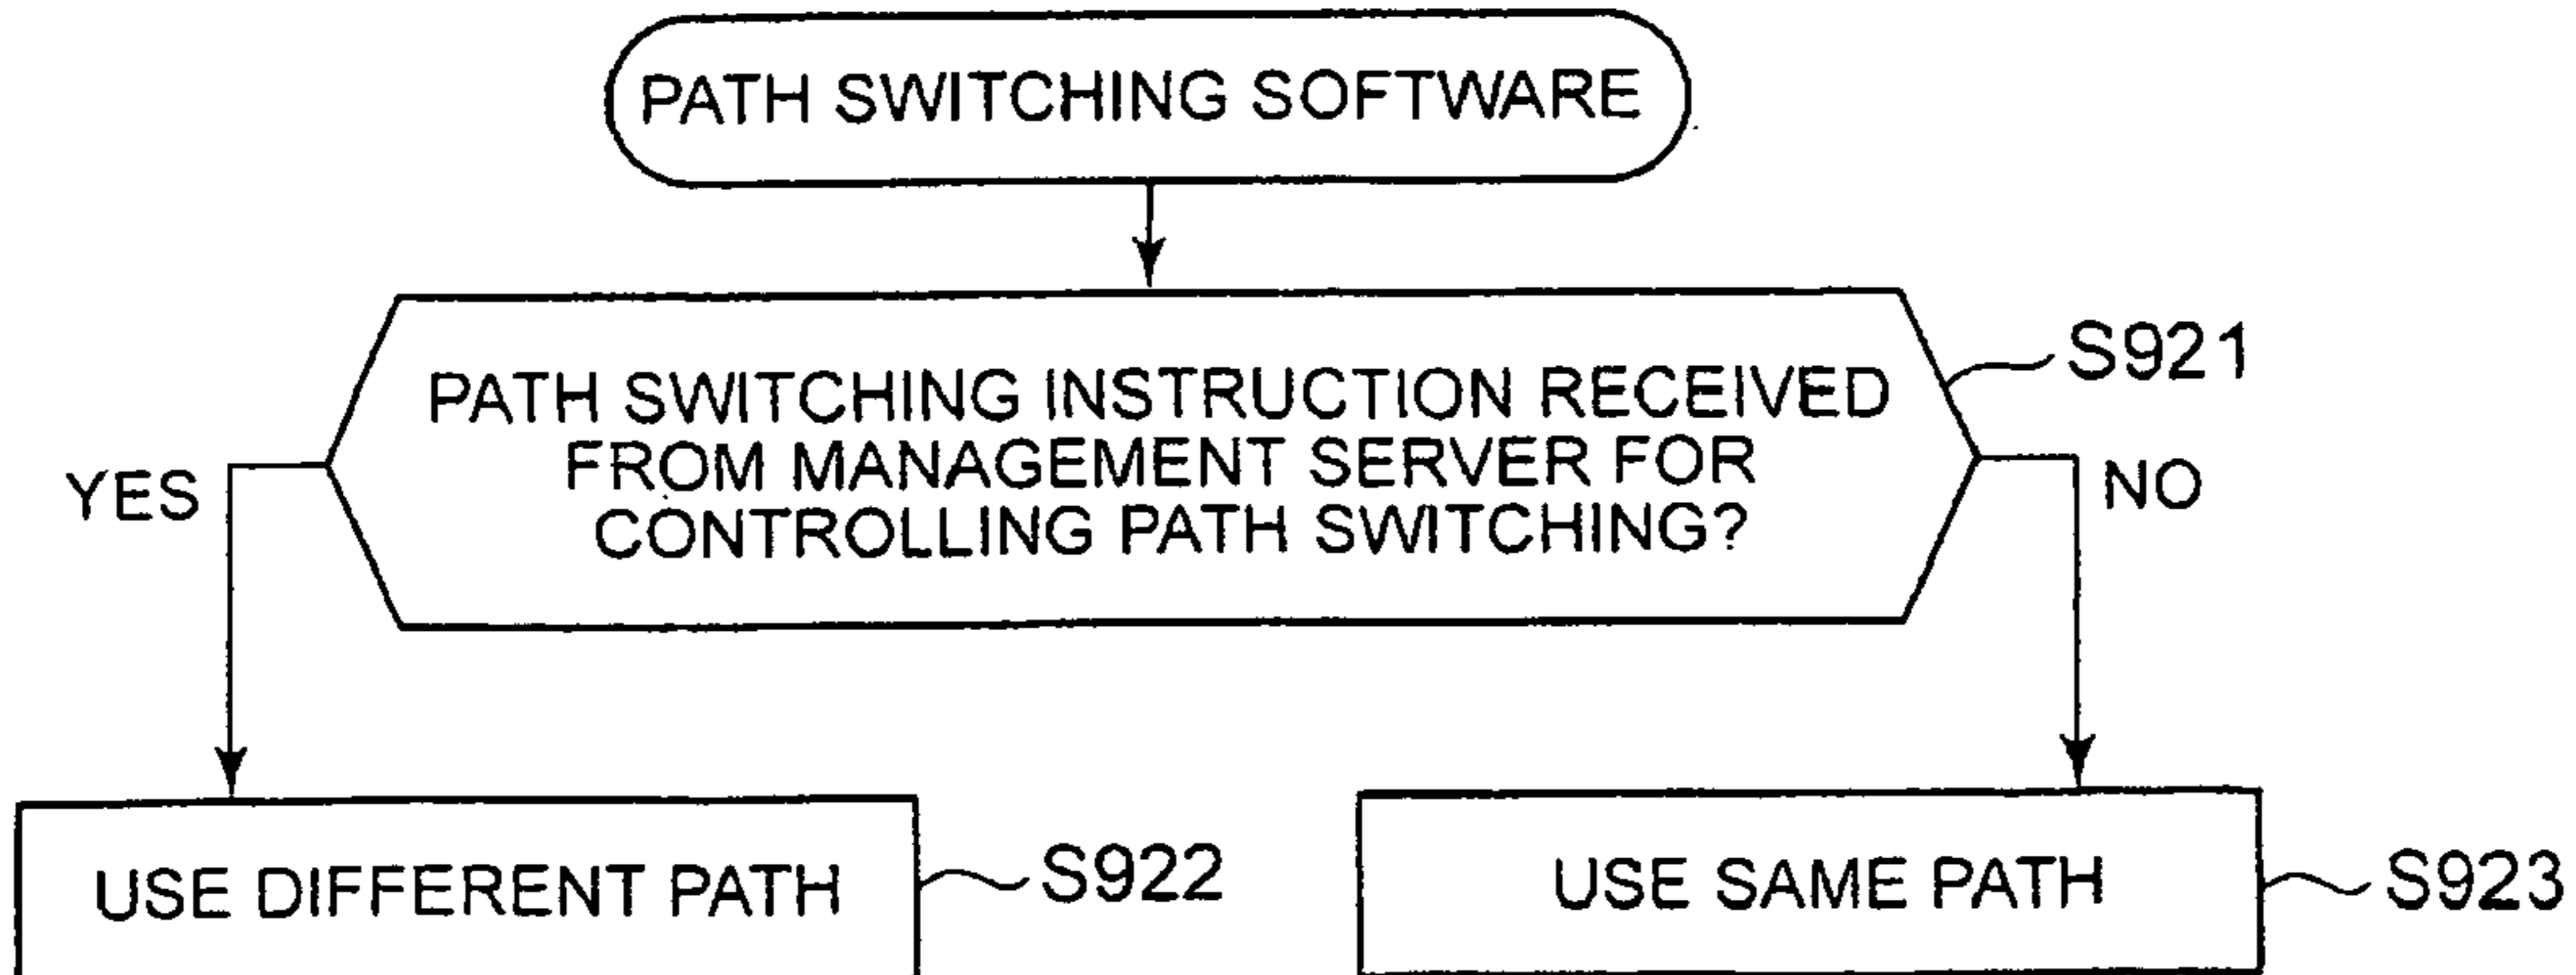 PATH SWITCHING SOFTWARE
PATH SWITCHING INSTRUCTION RECEIVED
FROM MANAGEMENT SERVER FOR
CONTROLLING PATH SWITCHING?
S921
YES
NO
USE DIFFERENT PATH
S922
USE SAME PATH
S923